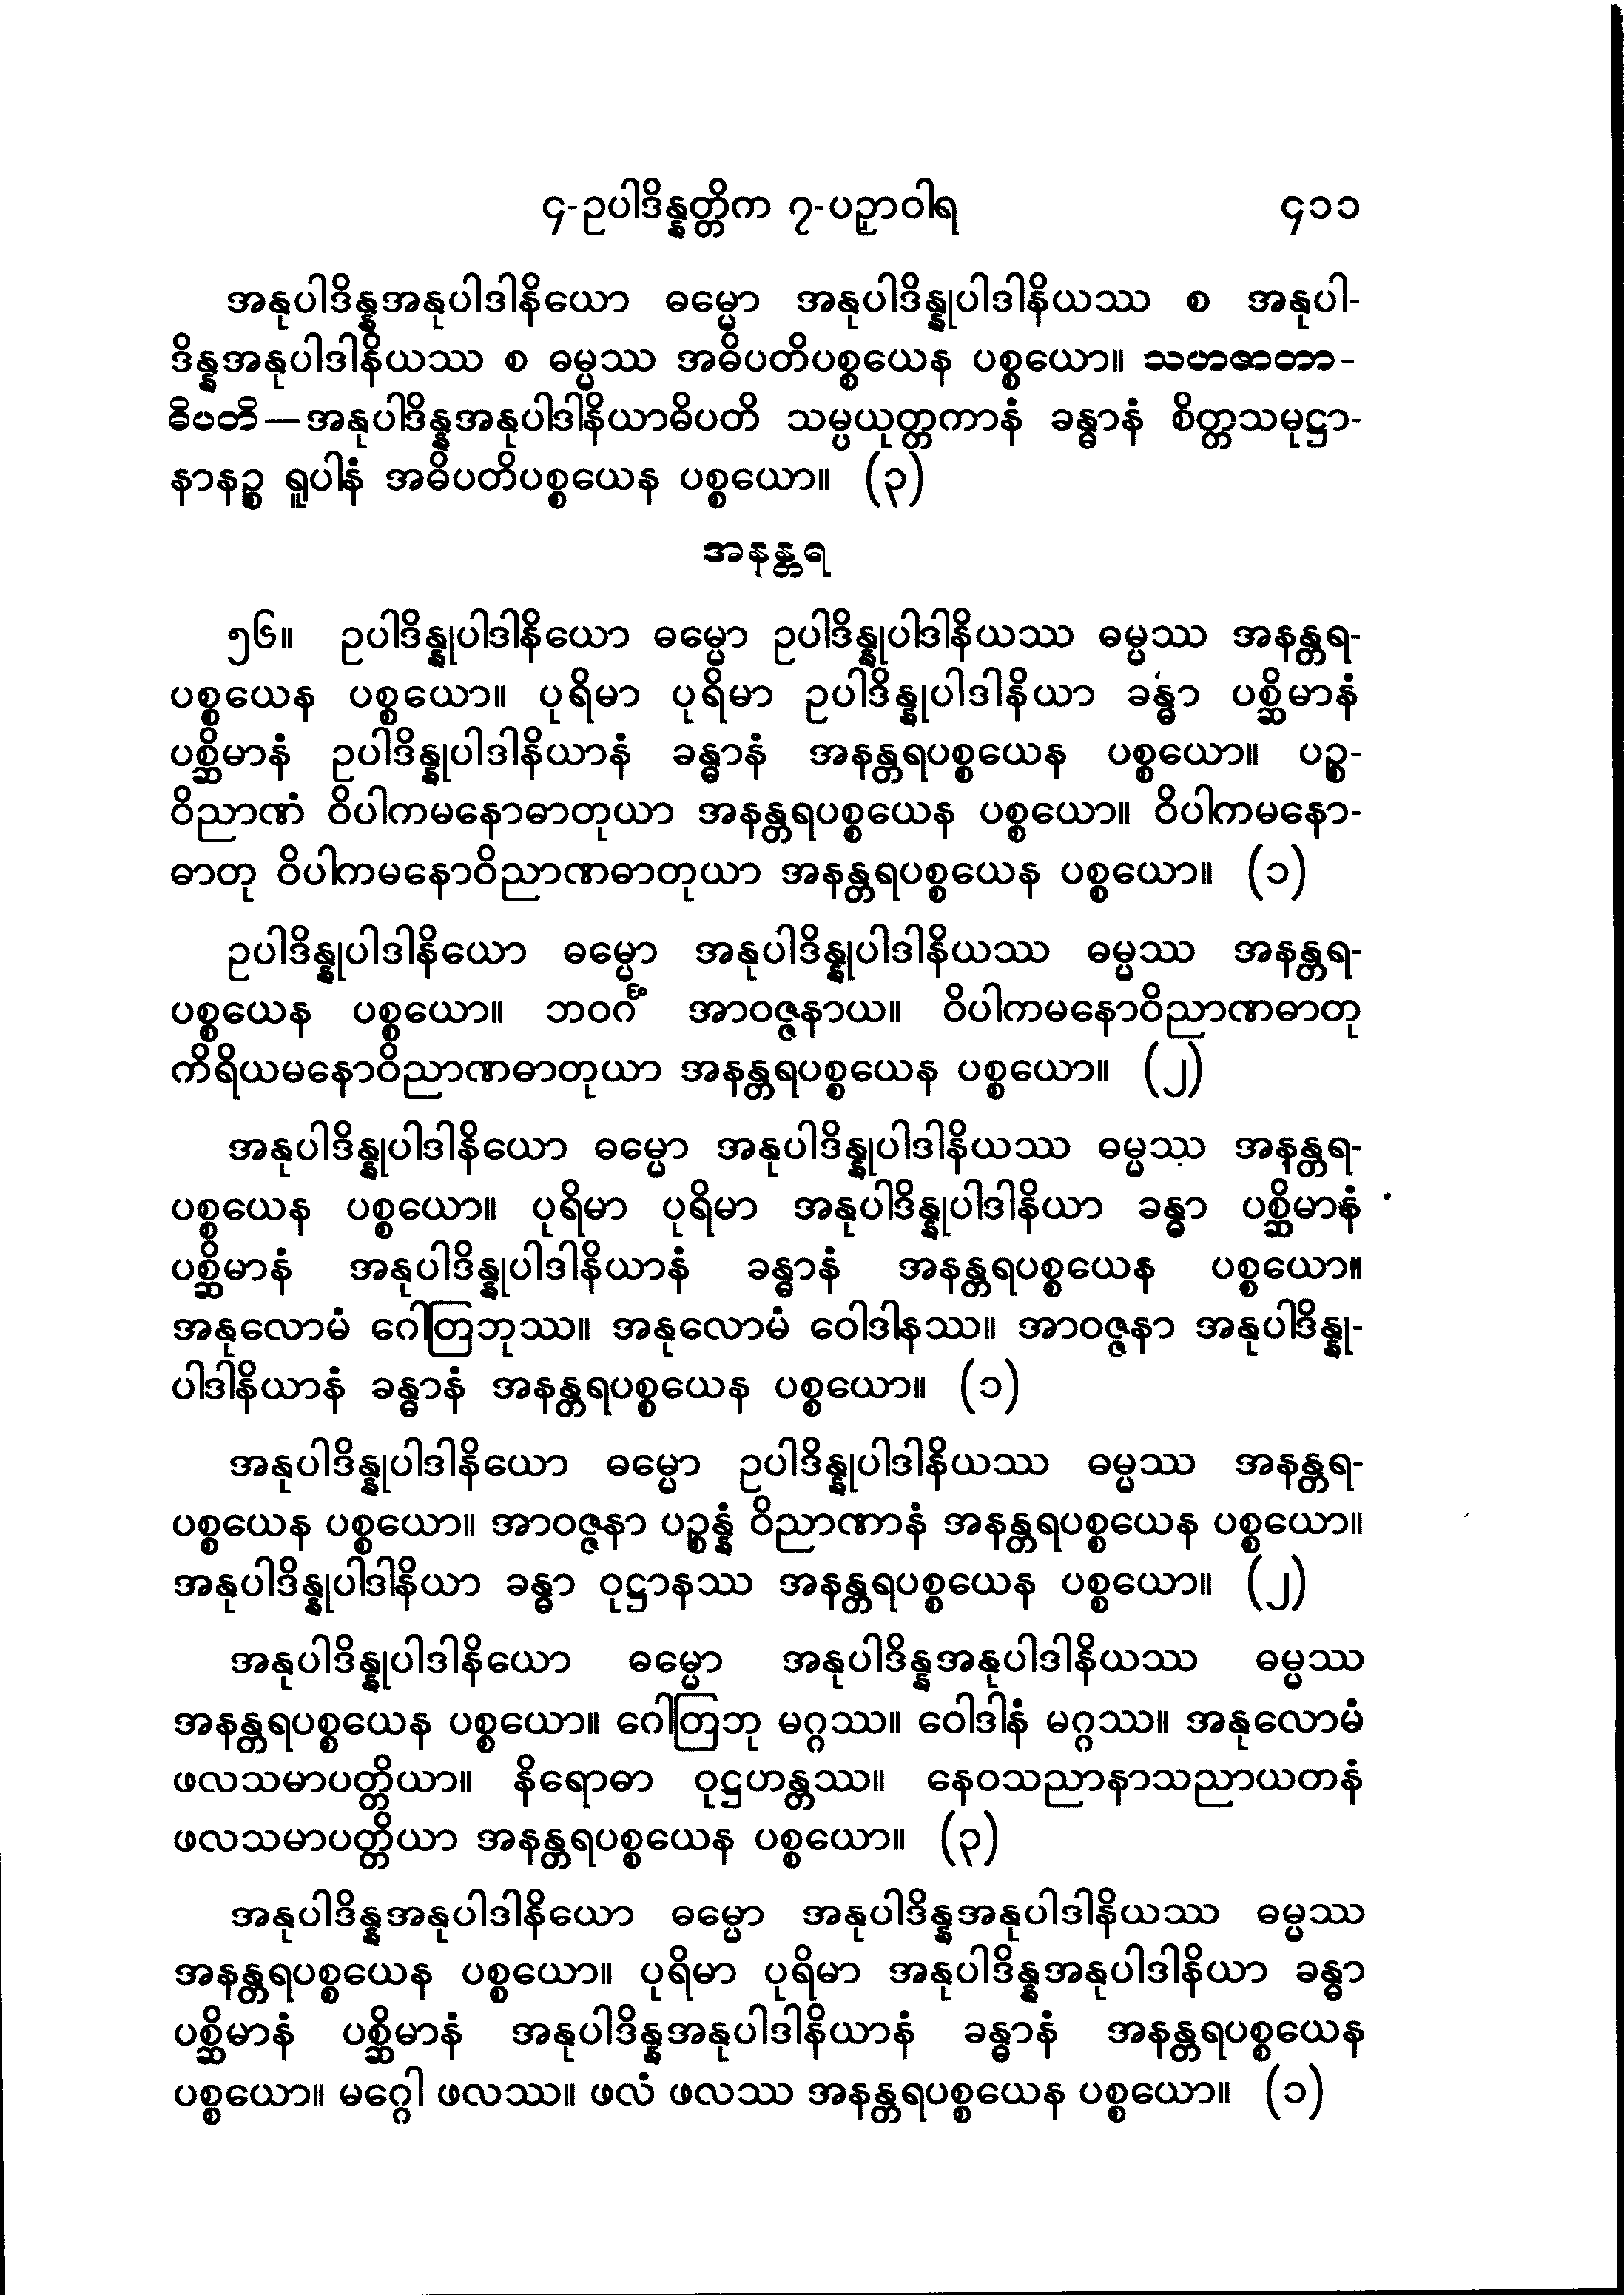 ၄-ဥပါဒိန္နတ္တိက ၇-ပဉှာဝါရ ၄၁၁
အနုပါဒိန္နအနုပါဒါနိယော ဓမ္မော အနုပါဒိန္နုပါဒါနိယဿ စ အနုပါ-
ဒိန္နအနုပါဒါနိယဿ စ ဓမ္မဿ အဓိပတိပစ္စယေန ပစ္စယော။ သဟဇာတာ-
ဓိပတိ—အနုပါဒိန္နအနုပါဒါနိယာဓိပတိ သမ္ပယုတ္တကာနံ ခန္ဓာနံ စိတ္တသမုဋ္ဌာ-
နာနဉ္စ ရူပါနံ အဓိပတိပစ္စယေန ပစ္စယော။ (၃)
အနန္တရ
၅၆။ ဥပါဒိန္နုပါဒါနိယော ဓမ္မော ဥပါဒိန္နုပါဒါနိယဿ ဓမ္မဿ အနန္တရ-
ပစ္စယေန ပစ္စယော။ ပုရိမာ ပုရိမာ ဥပါဒိန္နုပါဒါနိယာ ခန္ဓာ ပစ္ဆိမာနံ
ပစ္ဆိမာနံ ဥပါဒိန္နုပါဒါနိယာနံ ခန္ဓာနံ အနန္တရပစ္စယေန ပစ္စယော။ ပဉ္စ-
ဝိညာဏံ ဝိပါကမနောဓာတုယာ အနန္တရပစ္စယေန ပစ္စယော။ ဝိပါကမနော-
ဓာတု ဝိပါကမနောဝိညာဏဓာတုယာ အနန္တရပစ္စယေန ပစ္စယော။ (၁)
ဥပါဒိန္နုပါဒါနိယော ဓမ္မော အနုပါဒိန္နုပါဒါနိယဿ ဓမ္မဿ အနန္တရ-
ပစ္စယေန ပစ္စယော။ ဘဝင်္ဂံ အာဝဇ္ဇနာယ။ ဝိပါကမနောဝိညာဏဓာတု
ကိရိယမနောဝိညာဏဓာတုယာ အနန္တရပစ္စယေန ပစ္စယော။ (၂)
အနုပါဒိန္နုပါဒါနိယော ဓမ္မော အနုပါဒိန္နုပါဒါနိယဿ ဓမ္မဿ အနန္တရ-
ပစ္စယေန ပစ္စယော။ ပုရိမာ ပုရိမာ အနုပါဒိန္နုပါဒါနိယာ ခန္ဓာ ပစ္ဆိမာနံ
ပစ္ဆိမာနံ အနုပါဒိန္နုပါဒါနိယာနံ ခန္ဓာနံ အနန္တရပစ္စယေန ပစ္စယော။
အနုလောမံ ဂေါတြဘုဿ။ အနုလောမံ ဝေါဒါနဿ။ အာဝဇ္ဇနာ အနုပါဒိန္နု-
ပါဒါနိယာနံ ခန္ဓာနံ အနန္တရပစ္စယေန ပစ္စယော။ (၁)
အနုပါဒိန္နုပါဒါနိယော ဓမ္မော ဥပါဒိန္နုပါဒါနိယဿ ဓမ္မဿ အနန္တရ-
ပစ္စယေန ပစ္စယော။ အာဝဇ္ဇနာ ပဉ္စန္နံ ဝိညာဏာနံ အနန္တရပစ္စယေန ပစ္စယော။
အနုပါဒိန္နုပါဒါနိယာ ခန္ဓာ ဝုဋ္ဌာနဿ အနန္တရပစ္စယေန ပစ္စယော။ (၂)
အနုပါဒိန္နုပါဒါနိယော ဓမ္မော အနုပါဒိန္နအနုပါဒါနိယဿ ဓမ္မဿ
အနန္တရပစ္စယေန ပစ္စယော။ ဂေါတြဘု မဂ္ဂဿ။ ဝေါဒါနံ မဂ္ဂဿ။ အနုလောမံ
ဖလသမာပတ္တိယာ။ နိရောဓာ ဝုဋ္ဌဟန္တဿ။ နေဝသညာနာသညာယတနံ
ဖလသမာပတ္တိယာ အနန္တရပစ္စယေန ပစ္စယော။ (၃)
အနုပါဒိန္နအနုပါဒါနိယော ဓမ္မော အနုပါဒိန္နအနုပါဒါနိယဿ ဓမ္မဿ
အနန္တရပစ္စယေန ပစ္စယော။ ပုရိမာ ပုရိမာ အနုပါဒိန္နအနုပါဒါနိယာ ခန္ဓာ
ပစ္ဆိမာနံ ပစ္ဆိမာနံ အနုပါဒိန္နအနုပါဒါနိယာနံ ခန္ဓာနံ အနန္တရပစ္စယေန
ပစ္စယော။ မဂ္ဂေါ ဖလဿ။ ဖလံ ဖလဿ အနန္တရပစ္စယေန ပစ္စယော။ (၁)